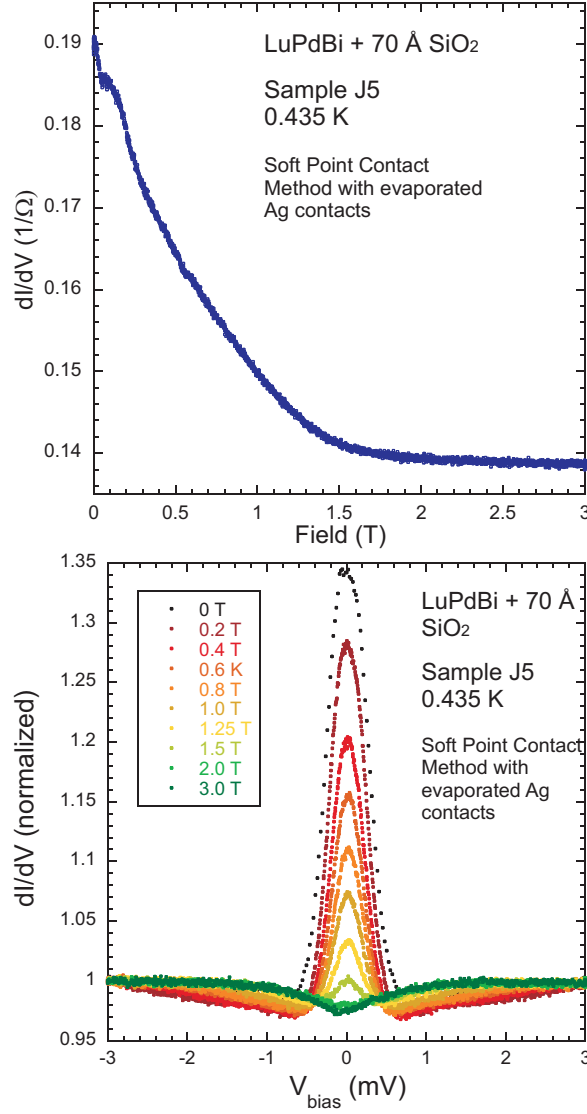 0.19
0.18
0.17
0.16
0.15
0.14
dI/dV (1/Ω)
LuPdBi + 70 Å SiO2
Sample J5
0.435 K
Soft Point Contact
Method with evaporated
Ag contacts
0
0.5
1
1.5
2
2.5
3
Field (T)
1.35
1.3
1.25
1.2
1.15
1.1
1.05
1
0.95
dI/dV (normalized)
0 T
0.2 T
0.4 T
0.6 K
0.8 T
1.0 T
1.25 T
1.5 T
2.0 T
3.0 T
LuPdBi + 70 Å
SiO2
Sample J5
0.435 K
Soft Point Contact
Method with
evaporated Ag
contacts
-3
-2
-1
0
1
2
3
Vbias (mV)